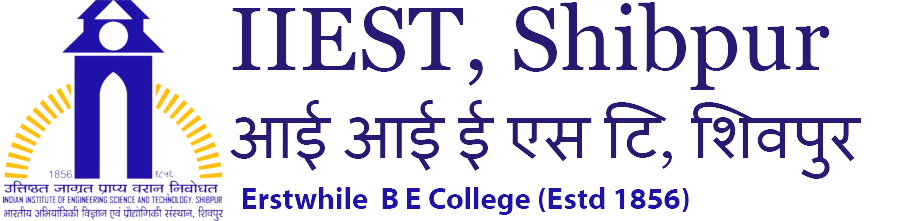 IIEST, Shibpur
आई आई ई एस टि, शिवपुर
Erstwhile B E College (Estd 1856)
1856 १८५६
उत्तिष्ठत जाग्रत प्राप्य वरान निबोधत
INDIAN INSTITUTE OF ENGINEERING SCIENCE AND TECHNOLOGY, SHIBPUR
भारतीय अभियांत्रिकी विज्ञान एवं प्रौद्योगिकी संस्थान, शिवपुर